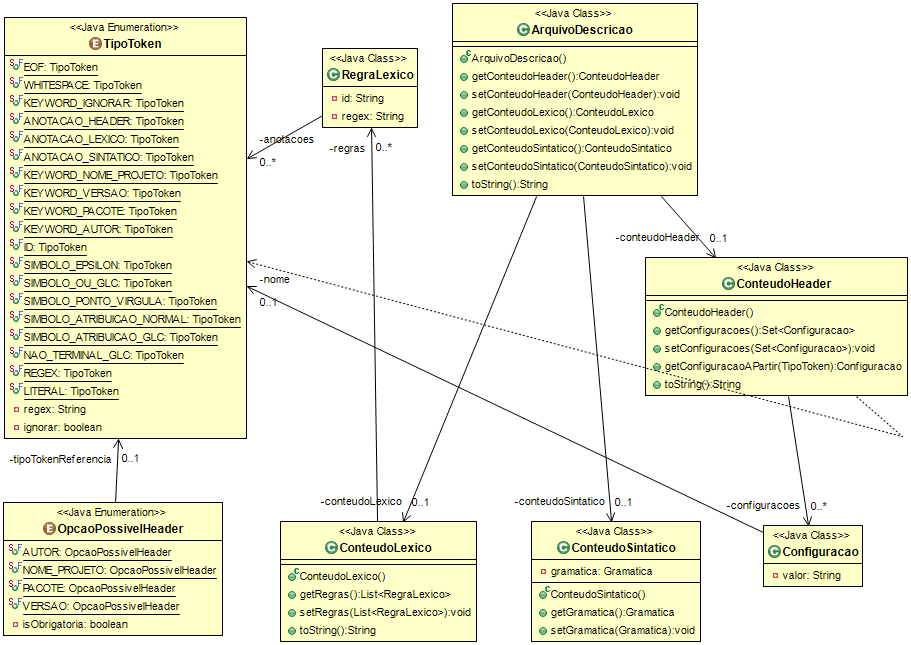 <<Java Enumeration>>
TipoToken
EOF: TipoToken
WHITESPACE: TipoToken
KEYWORD_IGNORAR: TipoToken
ANOTACAO_HEADER: TipoToken
ANOTACAO_LEXICO: TipoToken
ANOTACAO_SINTATICO: TipoToken
KEYWORD_NOME_PROJETO: TipoToken
KEYWORD_VERSAO: TipoToken
KEYWORD_PACOTE: TipoToken
KEYWORD_AUTOR: TipoToken
ID: TipoToken
SIMBOLO_EPSILON: TipoToken
SIMBOLO_OU_GLC: TipoToken
SIMBOLO_PONTO_VIRGULA: TipoToken
SIMBOLO_ATRIBUICAO_NORMAL: TipoToken
SIMBOLO_ATRIBUICAO_GLC: TipoToken
NAO_TERMINAL_GLC: TipoToken
REGEX: TipoToken
LITERAL: TipoToken
regex: String
ignorar: boolean
<<Java Class>>
RegraLexico
id: String
regex: String
-anotacoes
0..*
-regras 0..*
<<Java Class>>
ArquivoDescricao
ArquivoDescricao()
getConteudoHeader():ConteudoHeader
setConteudoHeader(ConteudoHeader):void
getConteudoLexico():ConteudoLexico
setConteudoLexico(ConteudoLexico):void
getConteudoSintatico():ConteudoSintatico
setConteudoSintatico(ConteudoSintatico):void
toString():String
-conteudoHeader 0..1
<<Java Class>>
ConteudoHeader
ConteudoHeader()
getConfiguracoes():Set<Configuracao>
setConfiguracoes(Set<Configuracao>):void
getConfiguracaoAPartir(TipoToken):Configuracao
toString():String
-nome
0..1
-tipoTokenReferencia 0..1
<<Java Enumeration>>
OpcaoPossivelHeader
AUTOR: OpcaoPossivelHeader
NOME_PROJETO: OpcaoPossivelHeader
PACOTE: OpcaoPossivelHeader
VERSAO: OpcaoPossivelHeader
isObrigatoria: boolean
-conteudoLexico 0..1
<<Java Class>>
ConteudoLexico
ConteudoLexico()
getRegras():List<RegraLexico>
setRegras(List<RegraLexico>):void
toString():String
-conteudoSintatico 0..1
<<Java Class>>
ConteudoSintatico
gramatica: Gramatica
ConteudoSintatico()
getGramatica():Gramatica
setGramatica(Gramatica):void
-configuracoes 0..*
<<Java Class>>
Configuracao
valor: String